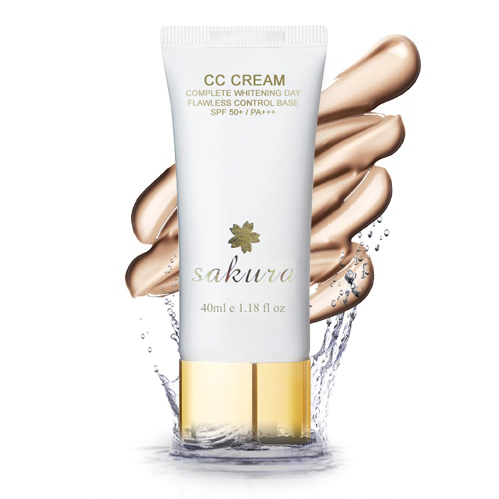 CC CREAM
COMPLETE WHITENING DAY
FLAWLESS CONTROL BASE
SPF 50+ / PA+++
sakura
40ml e 1.18 fl oz